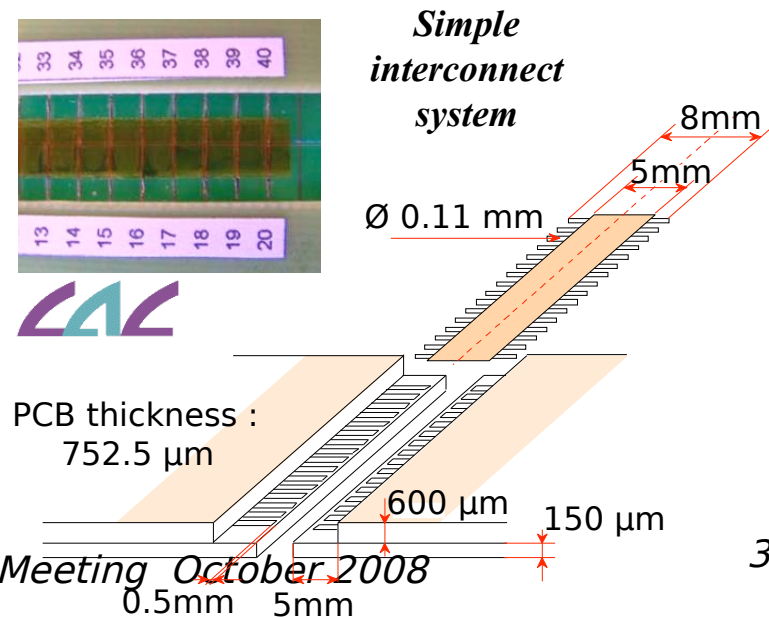 Simple
interconnect
system
33 34 35 36 37 38 39 40
13 14 15 16 17 18 19 20
8mm
5mm
Ø 0.11 mm
PCB thickness :
752.5 µm
600 µm
150 µm
Meeting October 2008
3
0.5mm
5mm